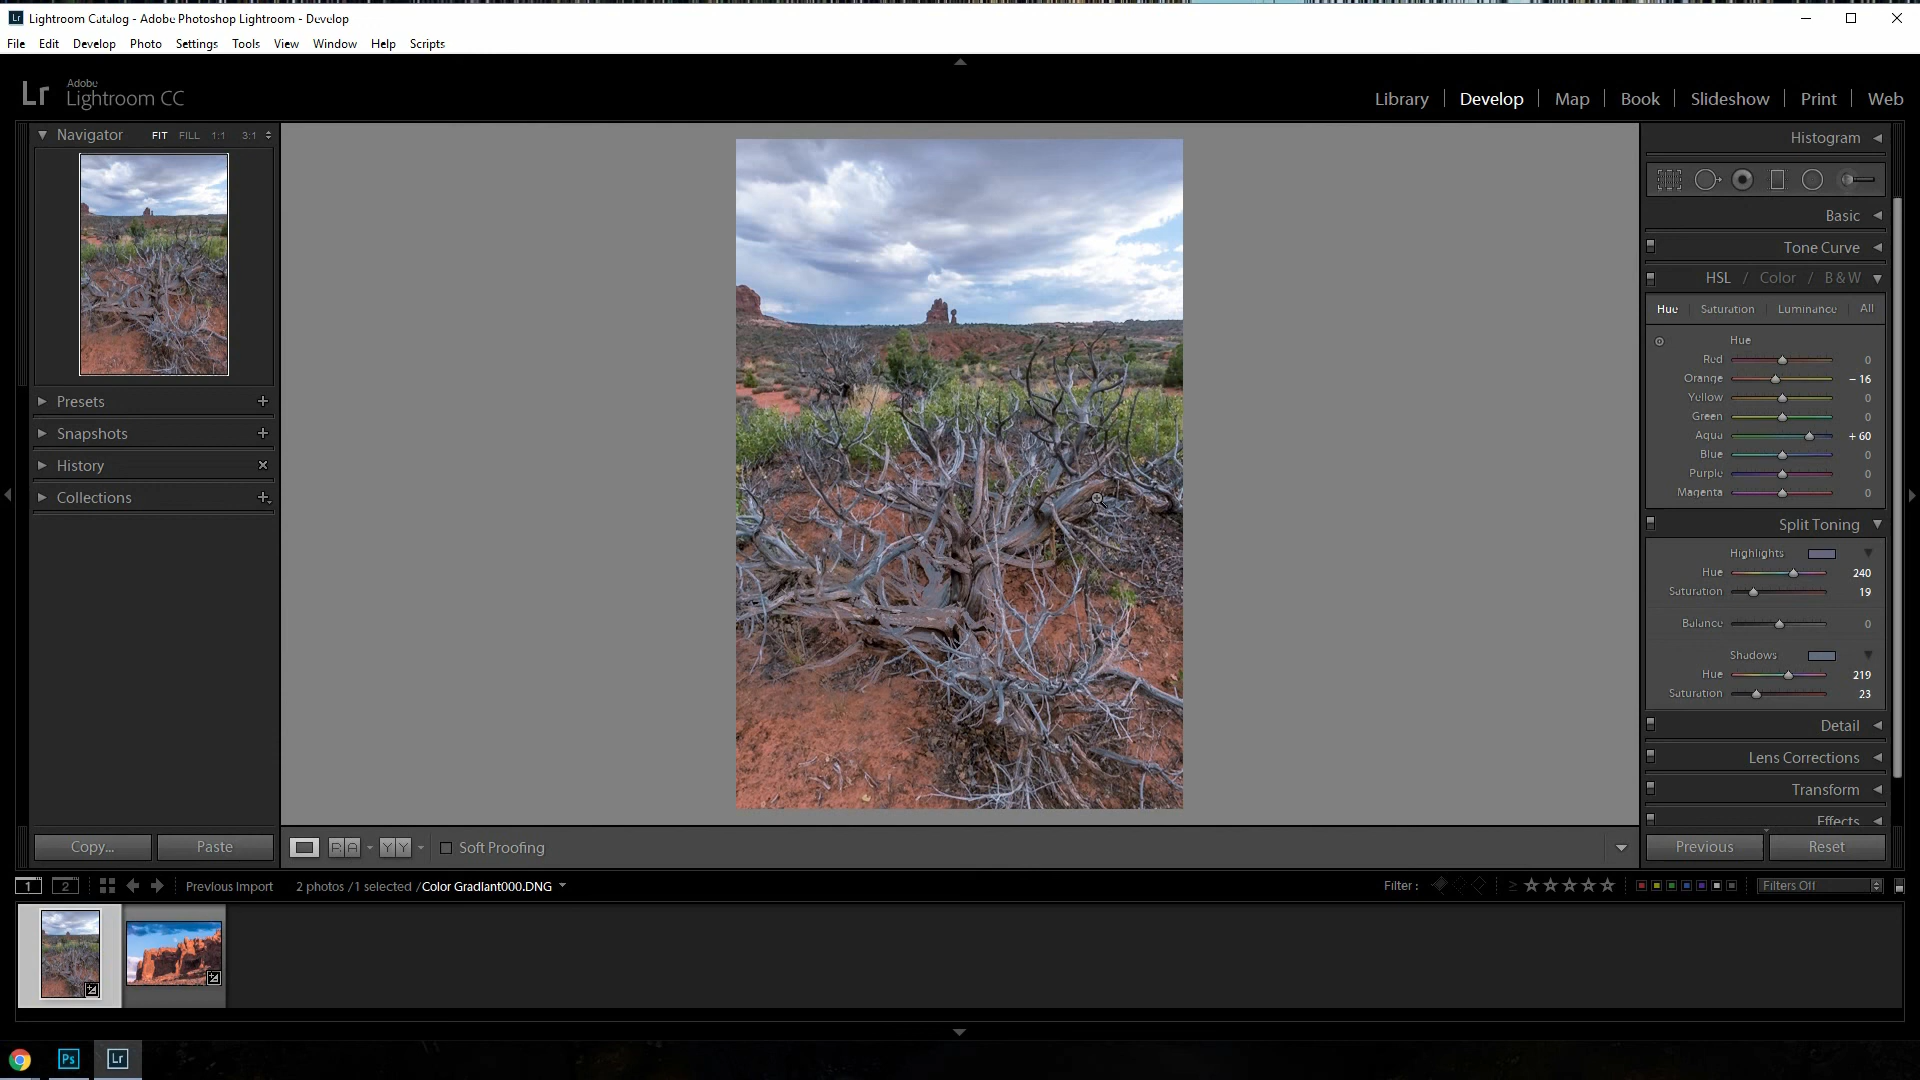 Lightroom Catalog - Adobe Photoshop Lightroom - Develop
File Edit Develop Photo Settings Tools View Window Help Scripts
Lr Adobe Lightroom CC
Library | Develop | Map | Book | Slideshow | Print | Web
Navigator FIT FILL 1:1 3:1
Presets
Snapshots
History
Collections
Copy... Paste
Histogram
Basic
Tone Curve
HSL / Color / B & W
Hue Saturation Luminance All
Hue
Red 0
Orange - 16
Yellow 0
Green 0
Aqua + 60
Blue 0
Purple 0
Magenta 0
Split Toning
Highlights
Hue 240
Saturation 19
Balance 0
Shadows
Hue 219
Saturation 23
Detail
Lens Corrections
Transform
Effects
Previous Reset
R A Y Y Soft Proofing
1 2 Previous Import 2 photos / 1 selected / Color Gradiant000.DNG Filter : ≥ Filters Off
Ps Lr